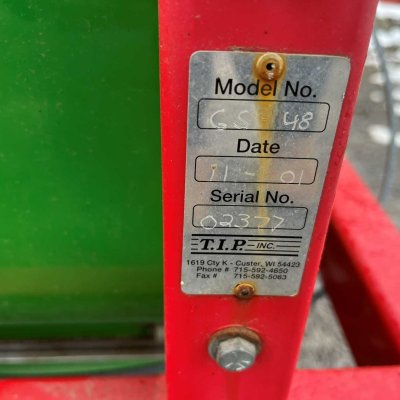 Model No.
GS 48
Date
11-01
Serial No.
02377
T.I.P. INC.
1619 Cty K - Custer, WI 54423
Phone # 715-592-4650
Fax # 715-592-5063